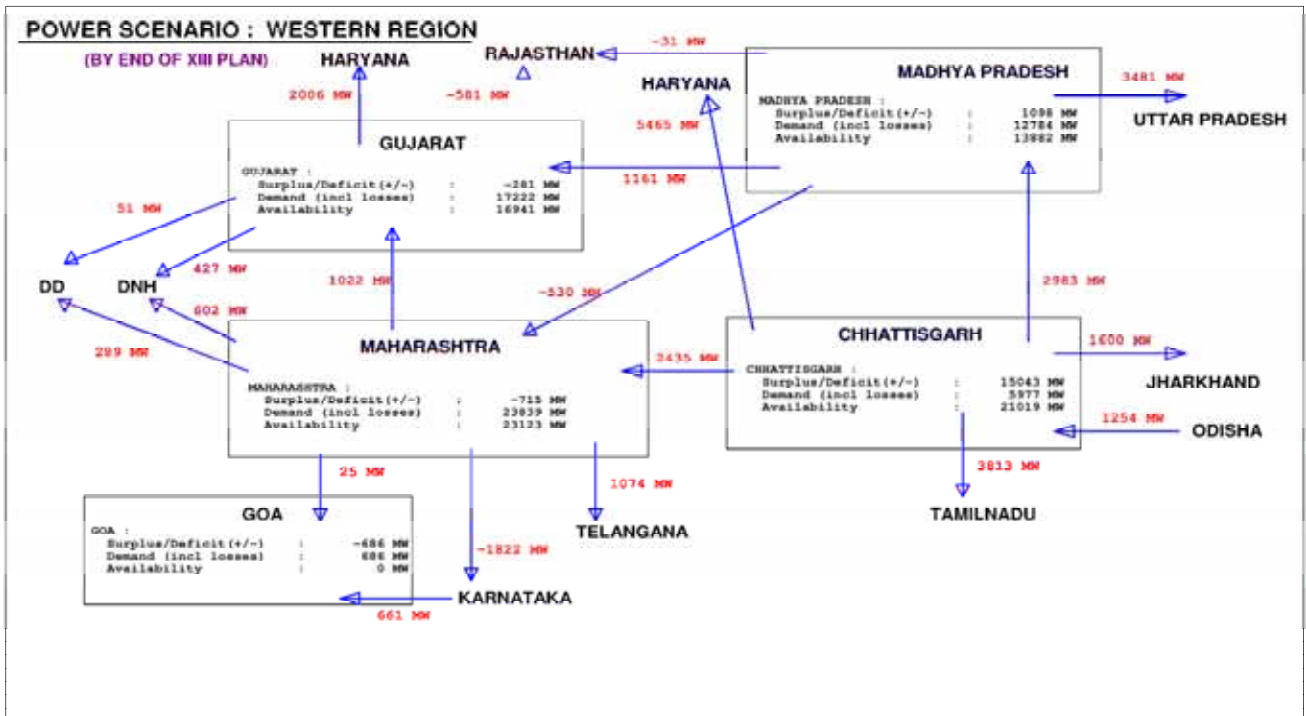 POWER SCENARIO : WESTERN REGION
(BY END OF XIII PLAN)
HARYANA
RAJASTHAN
-31 MW
HARYANA
MADHYA PRADESH
MADHYA PRADESH :
Surplus/Deficit(+/-) : 1098 MW
Demand (incl losses) : 12784 MW
Availability : 13882 MW
3481 MW
UTTAR PRADESH
2006 MW
-581 MW
5465 MW
GUJARAT
GUJARAT :
Surplus/Deficit(+/-) : -281 MW
Demand (incl losses) : 17222 MW
Availability : 16941 MW
1161 MW
51 MW
427 MW
1022 MW
-530 MW
2983 MW
DD
DNH
602 MW
289 MW
MAHARASHTRA
MAHARASHTRA :
Surplus/Deficit(+/-) : -715 MW
Demand (incl losses) : 23839 MW
Availability : 23123 MW
CHHATTISGARH
CHHATTISGARH :
Surplus/Deficit(+/-) : 15043 MW
Demand (incl losses) : 5977 MW
Availability : 21019 MW
1600 MW
JHARKHAND
1254 MW
ODISHA
25 MW
1074 MW
3813 MW
GOA
GOA :
Surplus/Deficit(+/-) : -686 MW
Demand (incl losses) : 686 MW
Availability : 0 MW
TELANGANA
TAMILNADU
-1822 MW
KARNATAKA
661 MW